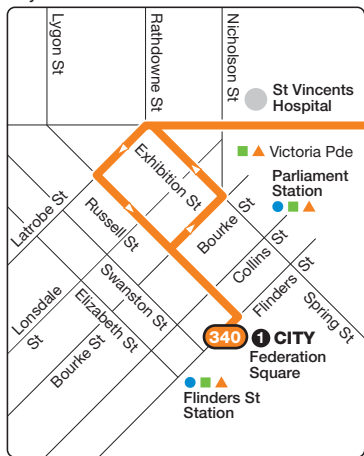 Lygon St
Rathdowne St
Nicholson St
St Vincents
Hospital
Victoria Pde
Exhibition St
Parliament
Station
Latrobe St
Russell St
Bourke St
Collins St
Flinders St
Spring St
Swanston St
Elizabeth St
Lonsdale
St
Bourke St
340 1 CITY
Federation
Square
Flinders St
Station